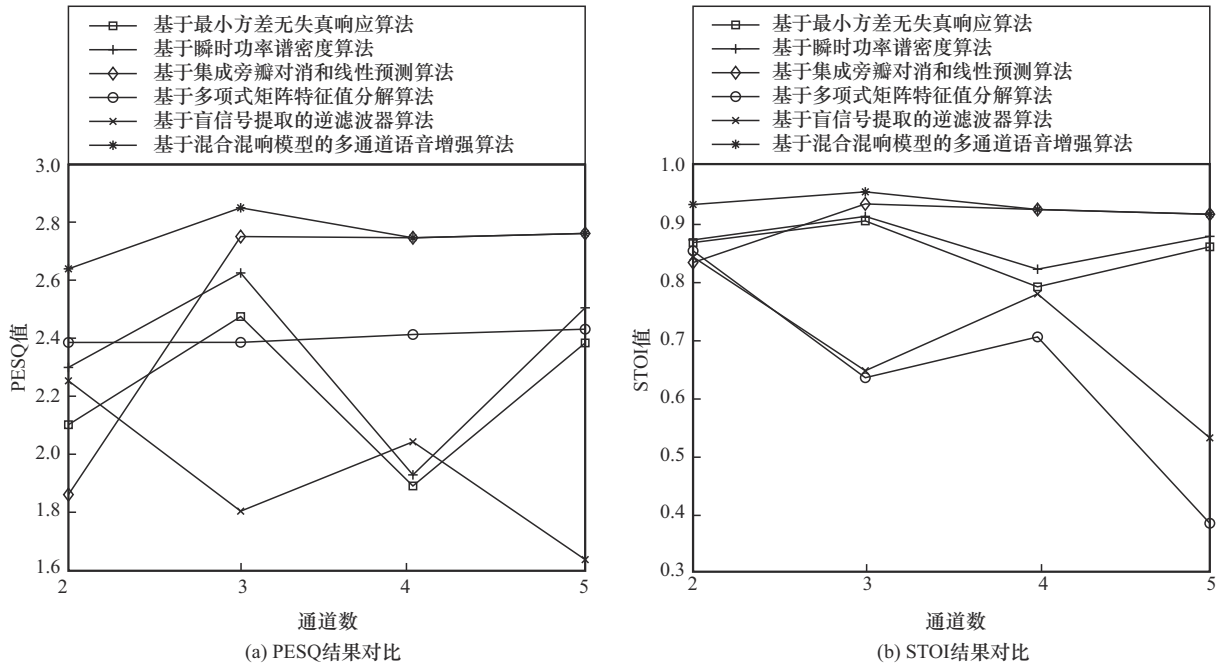 基于最小方差无失真响应算法
基于瞬时功率谱密度算法
基于集成旁瓣对消和线性预测算法
基于多项式矩阵特征值分解算法
基于盲信号提取的逆滤波器算法
基于混合混响模型的多通道语音增强算法
3.0
2.8
2.6
2.4
2.2
2.0
1.8
1.6
PESQ值
2 3 4 5
通道数
(a) PESQ结果对比
基于最小方差无失真响应算法
基于瞬时功率谱密度算法
基于集成旁瓣对消和线性预测算法
基于多项式矩阵特征值分解算法
基于盲信号提取的逆滤波器算法
基于混合混响模型的多通道语音增强算法
1.0
0.9
0.8
0.7
0.6
0.5
0.4
0.3
STOI值
2 3 4 5
通道数
(b) STOI结果对比